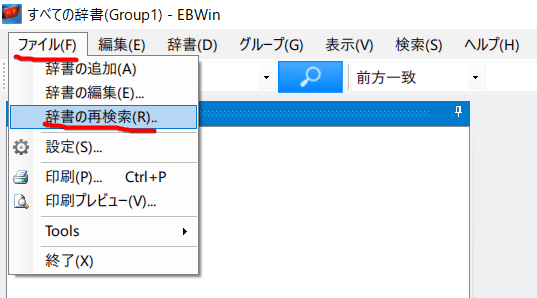 すべての辞書(Group1) - EBWin
ファイル(F) 編集(E) 辞書(D) グループ(G) 表示(V) 検索(S) ヘルプ(H)
前方一致
辞書の追加(A)
辞書の編集(E)...
辞書の再検索(R)..
設定(S)...
印刷(P)... Ctrl+P
印刷プレビュー(V)...
Tools
終了(X)